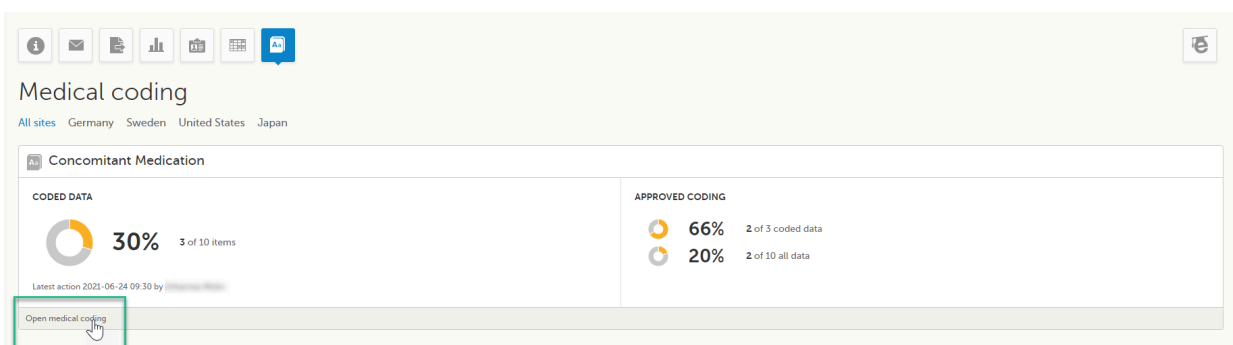 Aa
Medical coding
All sites Germany Sweden United States Japan
Aa Concomitant Medication
CODED DATA
30% 3 of 10 items
Latest action 2021-06-24 09:30 by
Open medical coding
APPROVED CODING
66% 2 of 3 coded data
20% 2 of 10 all data